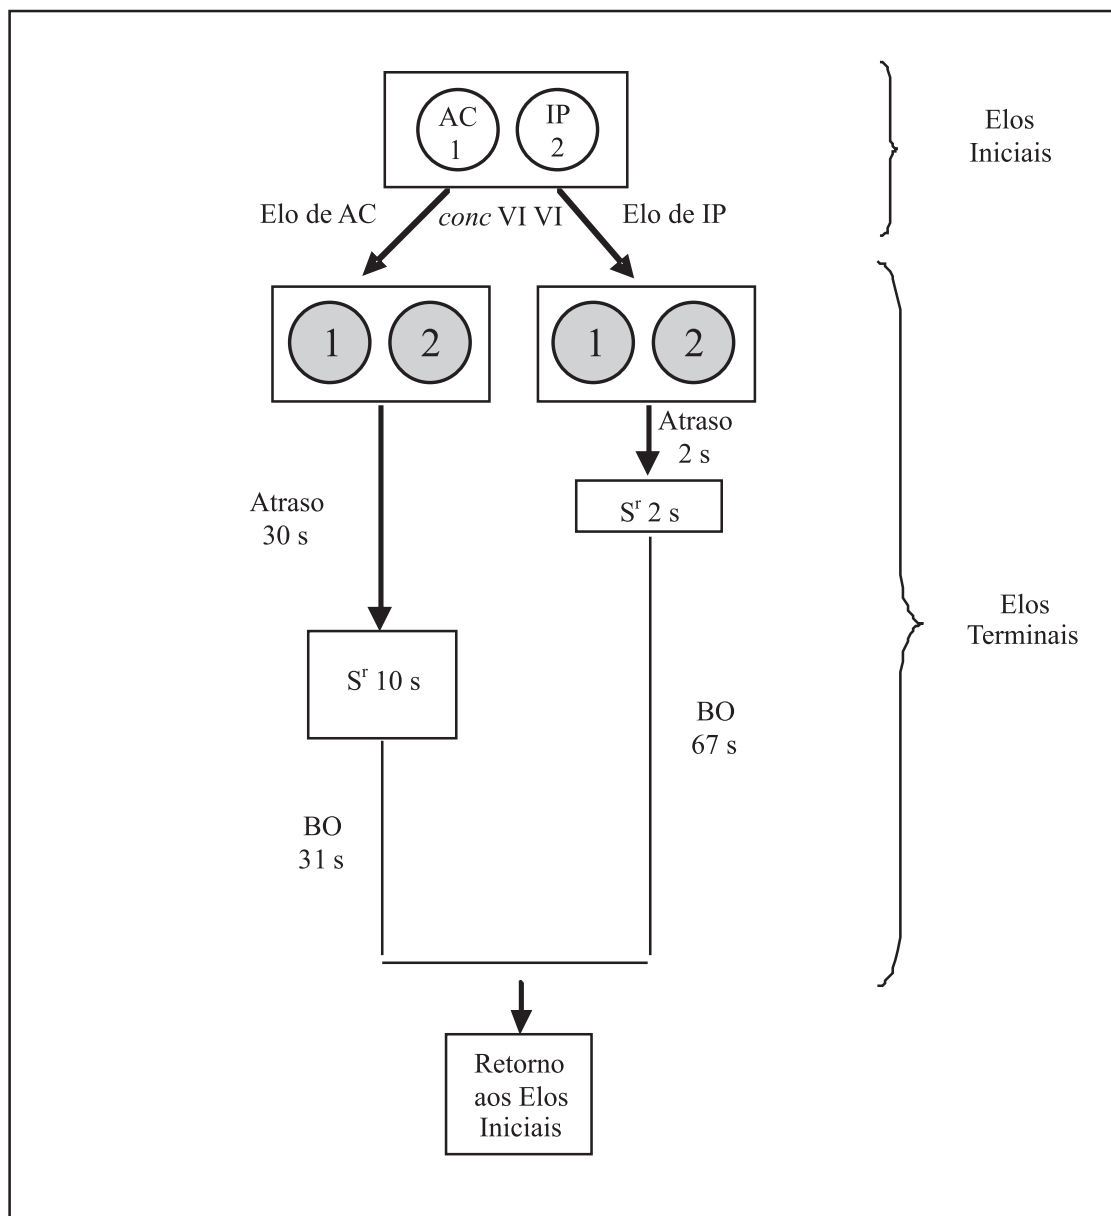 AC
1
IP
2
Elos
Iniciais
Elo de AC
conc VI VI
Elo de IP
1
2
1
2
Atraso
2 s
Sʳ 2 s
Atraso
30 s
Elos
Terminais
Sʳ 10 s
BO
67 s
BO
31 s
Retorno
aos Elos
Iniciais